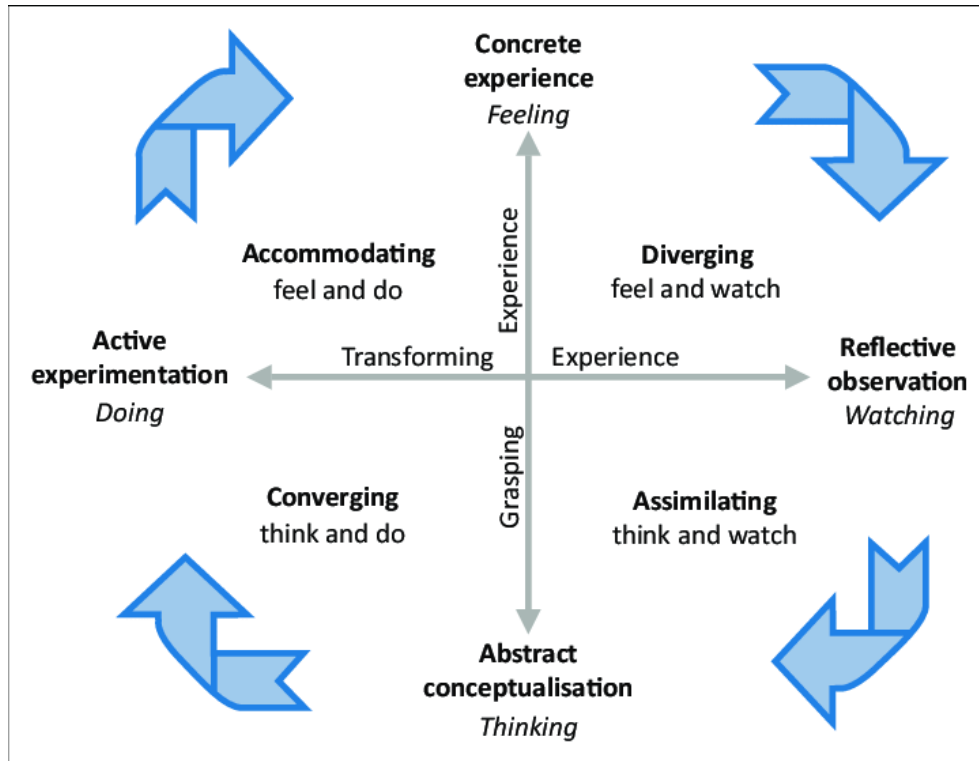 Concrete
experience
Feeling
Accommodating
feel and do
Experience
Diverging
feel and watch
Active
experimentation
Doing
Transforming
Experience
Reflective
observation
Watching
Converging
think and do
Grasping
Assimilating
think and watch
Abstract
conceptualisation
Thinking